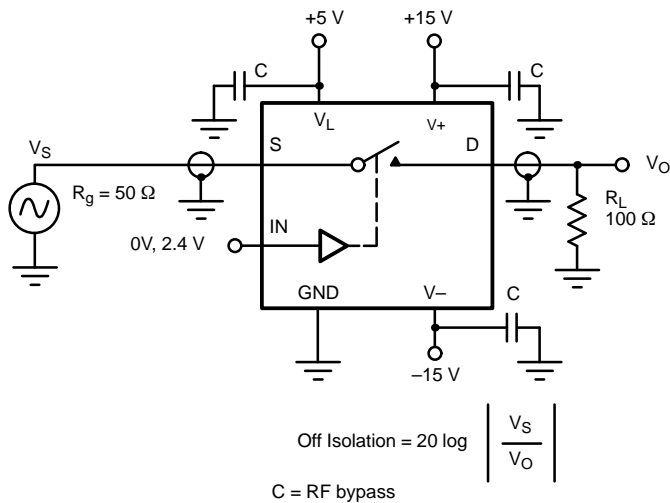 +5 V
+15 V
C
C
V_L
V+
V_S
S
D
V_O
R_g = 50 Ω
R_L
100 Ω
IN
0V, 2.4 V
GND
V–
C
–15 V
Off Isolation = 20 log | V_S / V_O |
C = RF bypass